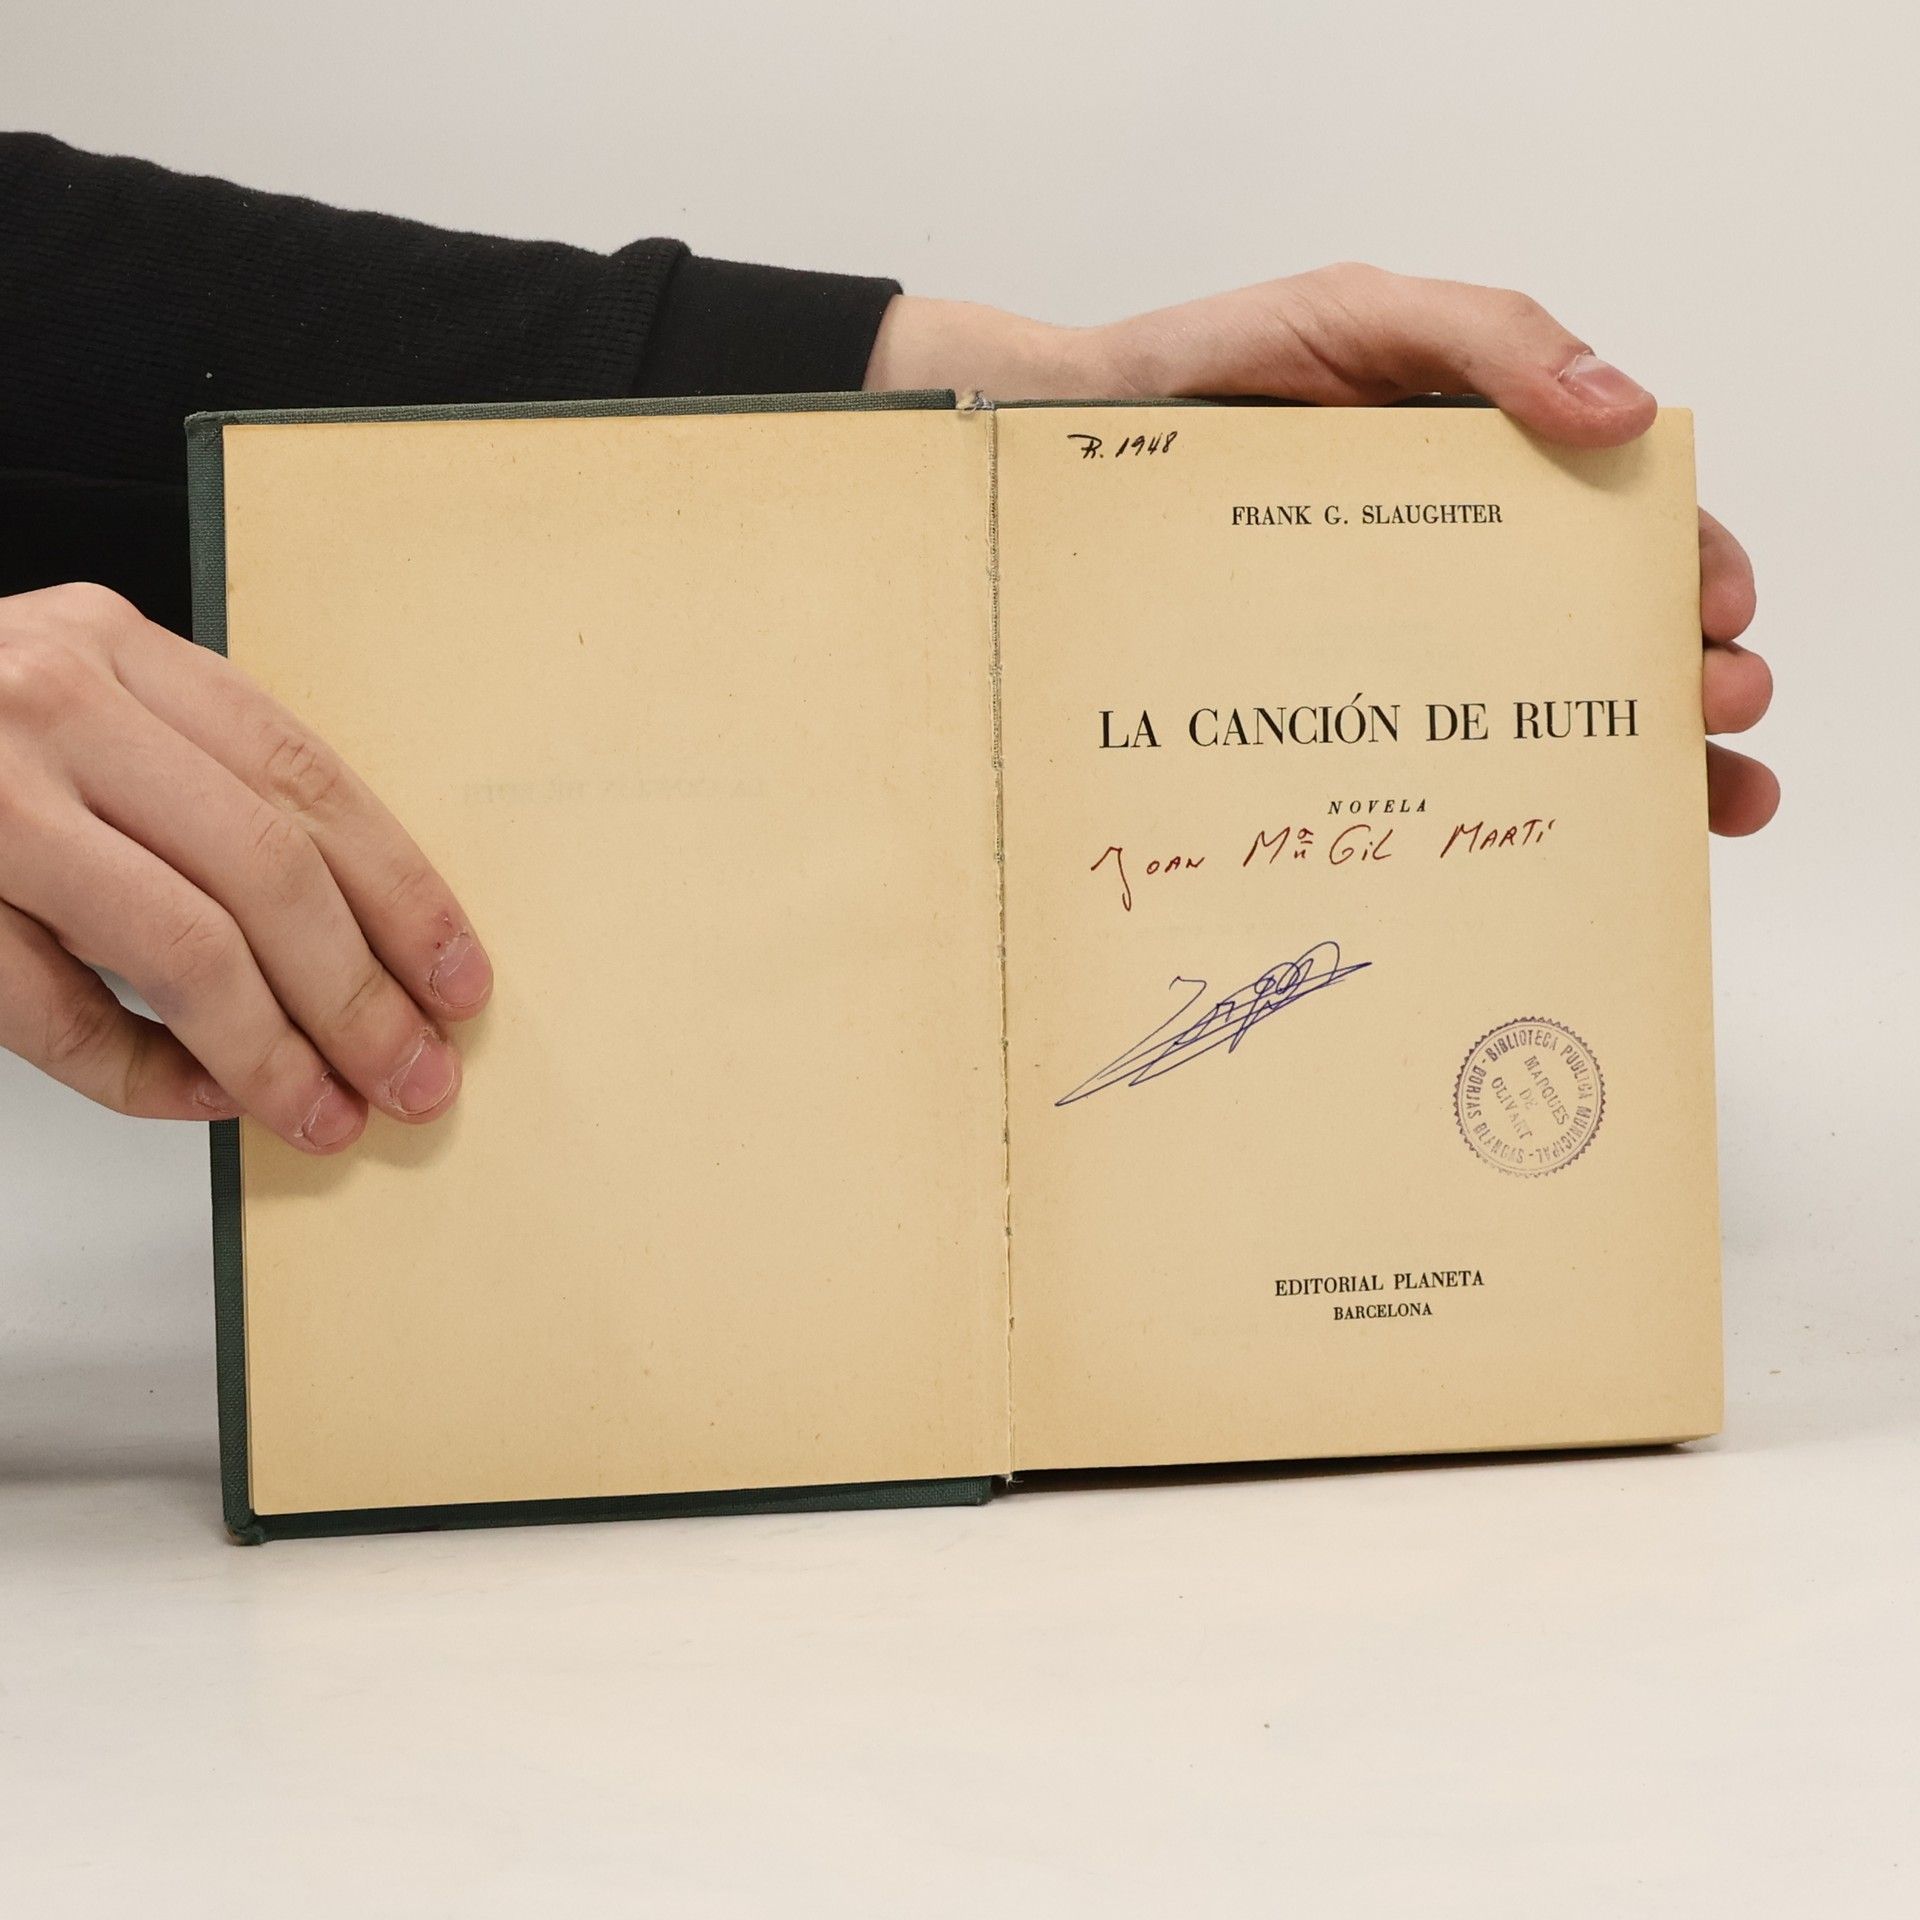 R. 1948
FRANK G. SLAUGHTER
LA CANCIÓN DE RUTH
NOVELA
JOAN Mª GIL MARTÍ
- BIBLIOTECA PUBLICA MUNICIPAL - BORJAS BLANCAS
MARQUES
DE
OLIVART
EDITORIAL PLANETA
BARCELONA